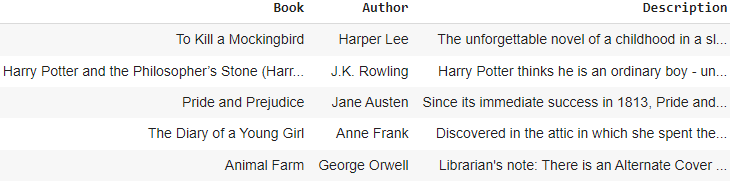 Book Author Description
To Kill a Mockingbird Harper Lee The unforgettable novel of a childhood in a sl...
Harry Potter and the Philosopher’s Stone (Harr... J.K. Rowling Harry Potter thinks he is an ordinary boy - un...
Pride and Prejudice Jane Austen Since its immediate success in 1813, Pride and...
The Diary of a Young Girl Anne Frank Discovered in the attic in which she spent the...
Animal Farm George Orwell Librarian's note: There is an Alternate Cover ...